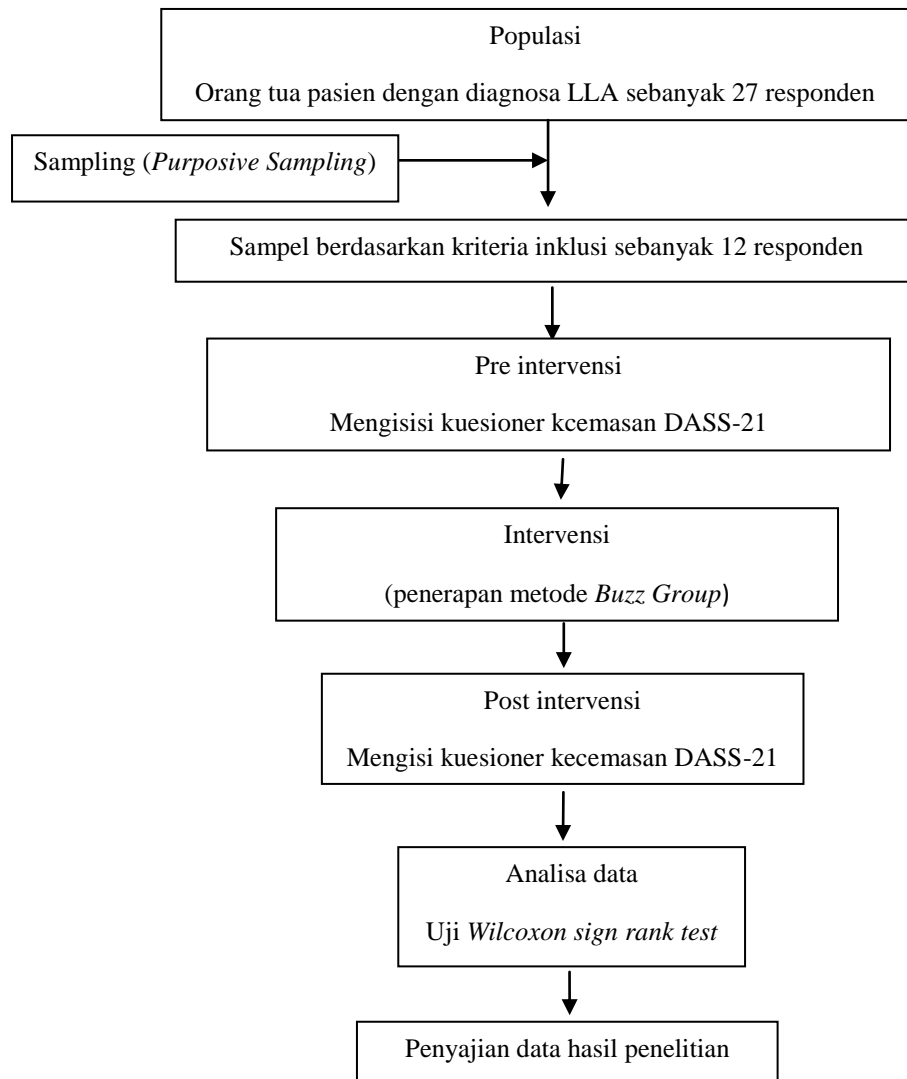 Populasi
Orang tua pasien dengan diagnosa LLA sebanyak 27 responden
Sampling (Purposive Sampling)
Sampel berdasarkan kriteria inklusi sebanyak 12 responden
Pre intervensi
Mengisisi kuesioner kcemasan DASS-21
Intervensi
(penerapan metode Buzz Group)
Post intervensi
Mengisi kuesioner kecemasan DASS-21
Analisa data
Uji Wilcoxon sign rank test
Penyajian data hasil penelitian